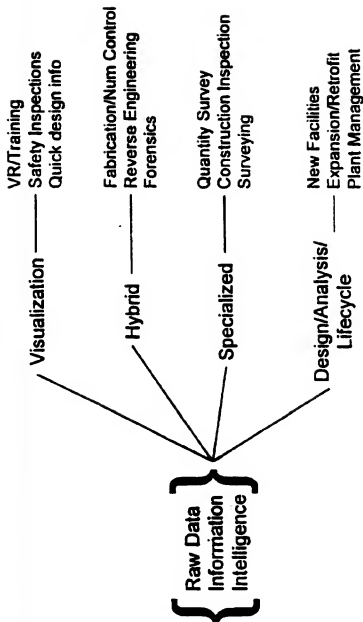 Raw Data
Information
Intelligence
Visualization
VR/Training
Safety Inspections
Quick design info
Hybrid
Fabrication/Num Control
Reverse Engineering
Forensics
Specialized
Quantity Survey
Construction Inspection
Surveying
Design/Analysis/
Lifecycle
New Facilities
Expansion/Retrofit
Plant Management